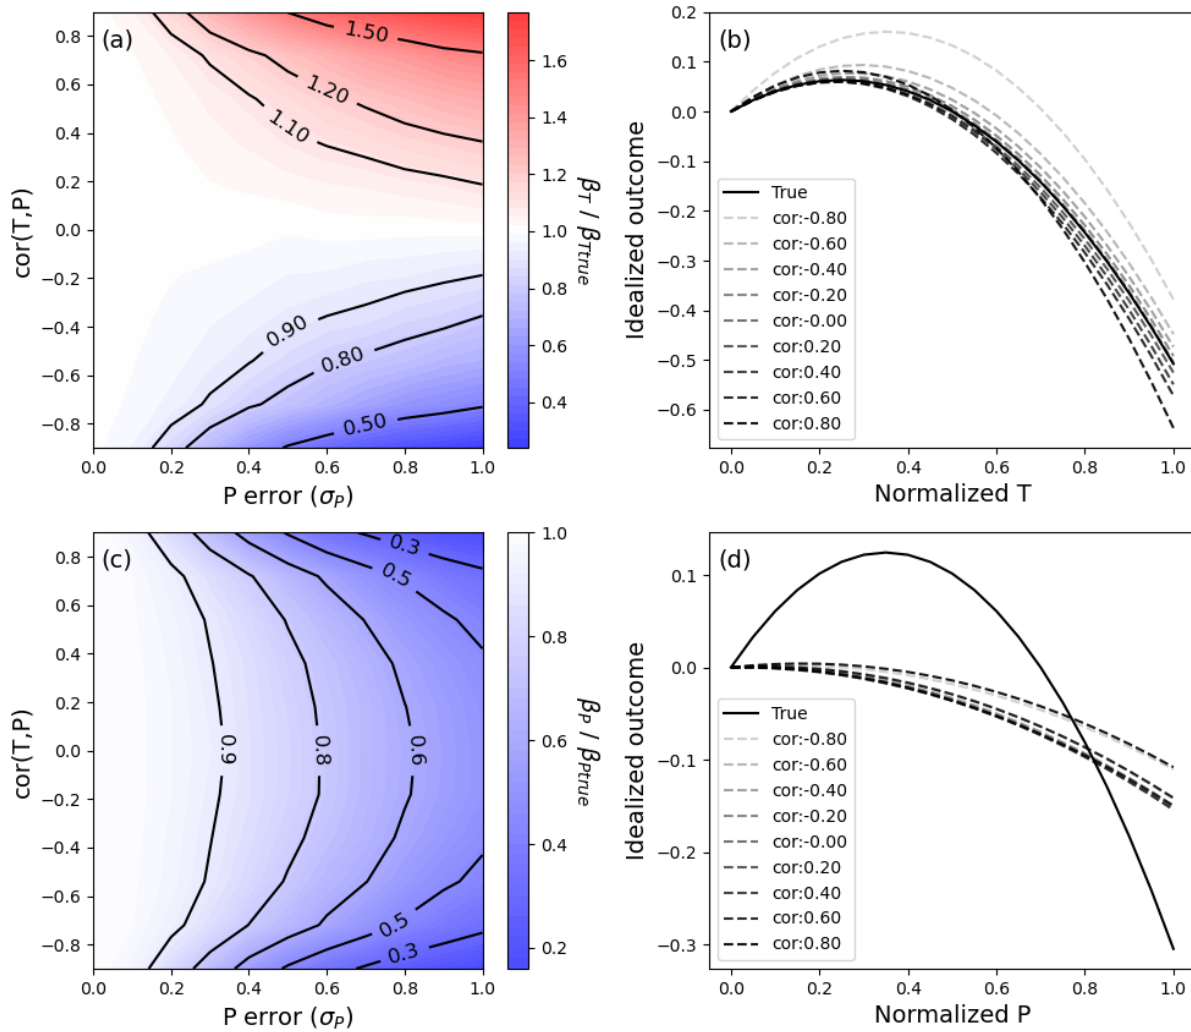 (a)
1.50
1.20
1.10
0.90
0.80
0.50
0.8
0.6
0.4
0.2
0.0
−0.2
−0.4
−0.6
−0.8
cor(T,P)
0.0 0.2 0.4 0.6 0.8 1.0
P error (σP)
1.6
1.4
1.2
1.0
0.8
0.6
0.4
βT / βTtrue
(b)
0.2
0.1
0.0
−0.1
−0.2
−0.3
−0.4
−0.5
−0.6
Idealized outcome
True
cor:-0.80
cor:-0.60
cor:-0.40
cor:-0.20
cor:-0.00
cor:0.20
cor:0.40
cor:0.60
cor:0.80
0.0 0.2 0.4 0.6 0.8 1.0
Normalized T
(c)
0.3
0.5
0.9
0.8
0.6
0.5
0.3
0.8
0.6
0.4
0.2
0.0
−0.2
−0.4
−0.6
−0.8
cor(T,P)
0.0 0.2 0.4 0.6 0.8 1.0
P error (σP)
1.0
0.8
0.6
0.4
0.2
βP / βPtrue
(d)
0.1
0.0
−0.1
−0.2
−0.3
Idealized outcome
True
cor:-0.80
cor:-0.60
cor:-0.40
cor:-0.20
cor:-0.00
cor:0.20
cor:0.40
cor:0.60
cor:0.80
0.0 0.2 0.4 0.6 0.8 1.0
Normalized P